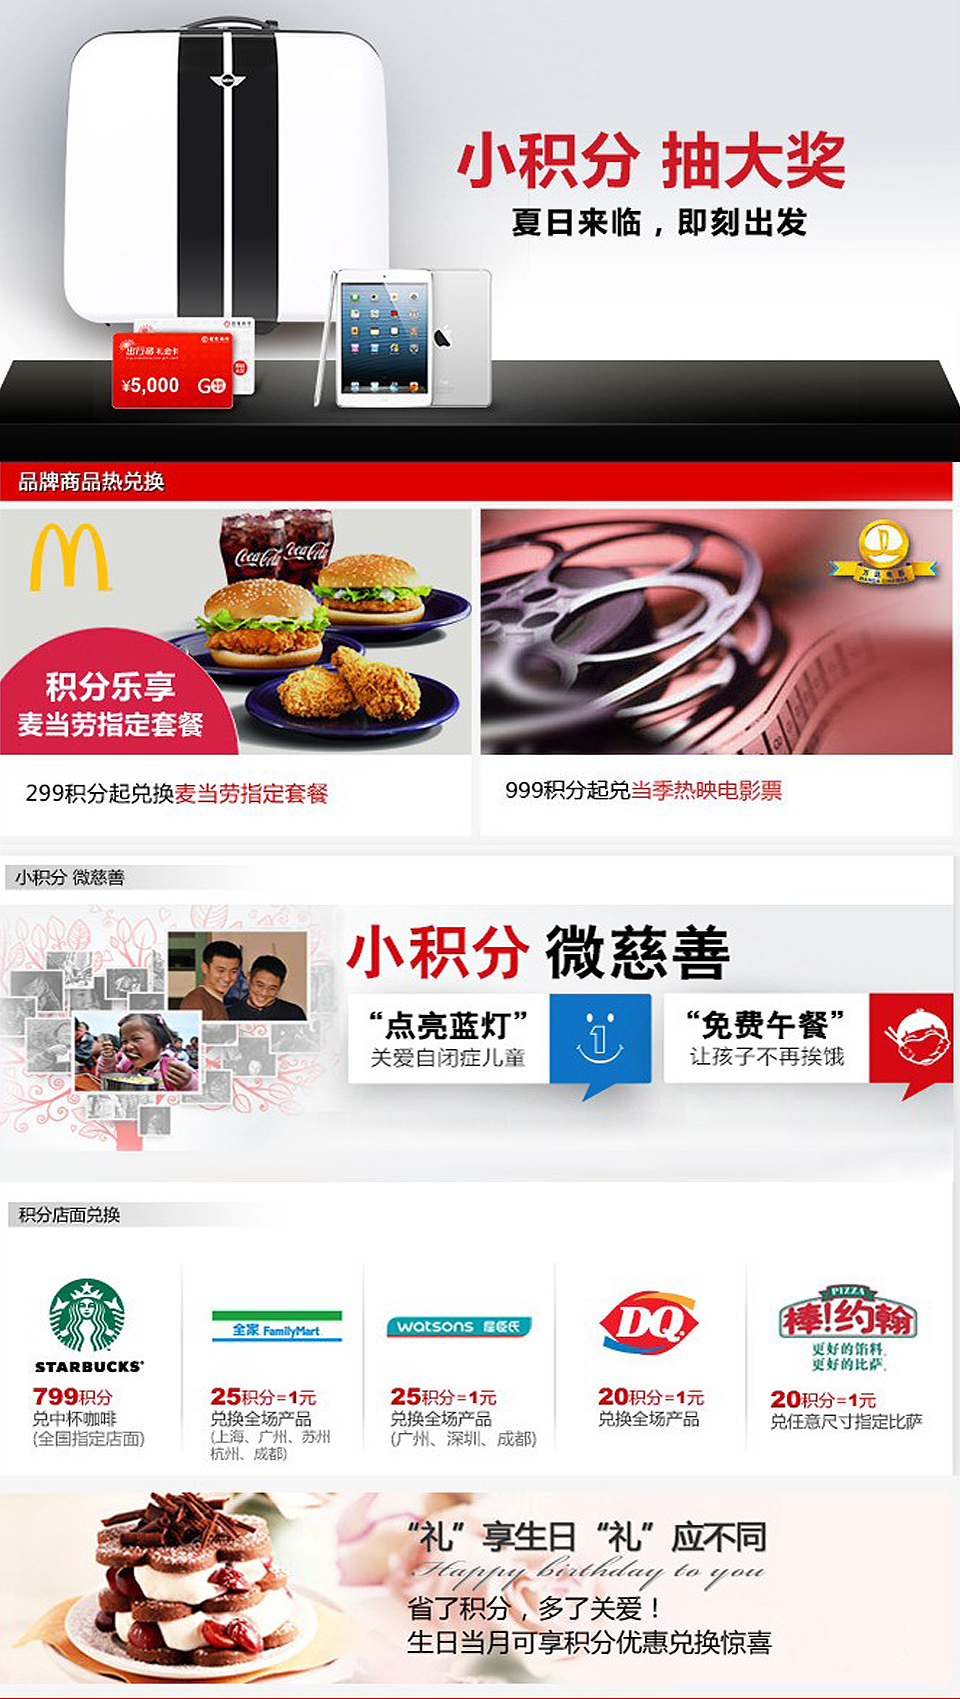 小积分 抽大奖
夏日来临，即刻出发
出行易 礼金卡
¥5,000
GO
品牌商品热兑换
Coca-Cola
Coca-Cola
积分乐享
麦当劳指定套餐
万达电影
299积分起兑换麦当劳指定套餐
999积分起兑当季热映电影票
小积分 微慈善
小积分 微慈善
“点亮蓝灯”
关爱自闭症儿童
1
“免费午餐”
让孩子不再挨饿
积分店面兑换
STARBUCKS
799积分
兑中杯咖啡
(全国指定店面)
全家 FamilyMart
25积分=1元
兑换全场产品
(上海、广州、苏州
杭州、成都)
watsons 屈臣氏
25积分=1元
兑换全场产品
(广州、深圳、成都)
DQ
20积分=1元
兑换全场产品
PIZZA
棒!约翰
更好的馅料，
更好的比萨。
20积分=1元
兑任意尺寸指定比萨
“礼”享生日“礼”应不同
Happy birthday to you
省了积分，多了关爱！
生日当月可享积分优惠兑换惊喜